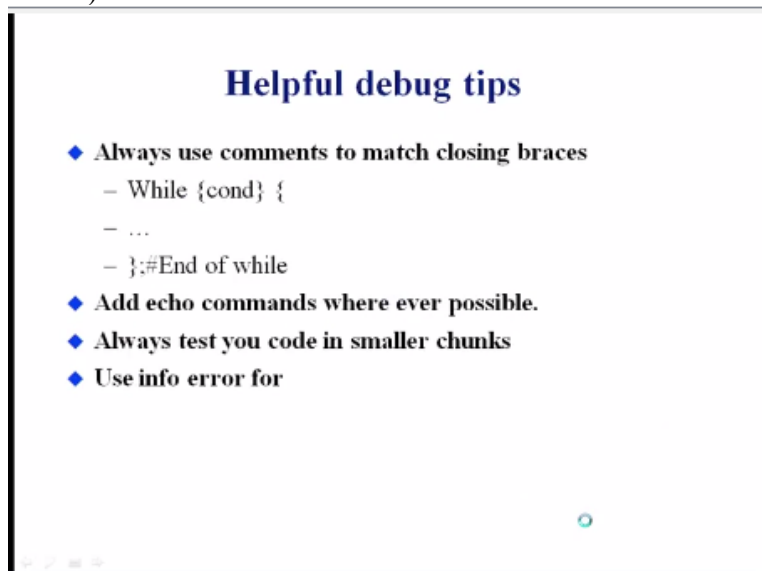 Helpful debug tips
Always use comments to match closing braces
– While {cond} {
– ...
– };#End of while
Add echo commands where ever possible.
Always test you code in smaller chunks
Use info error for